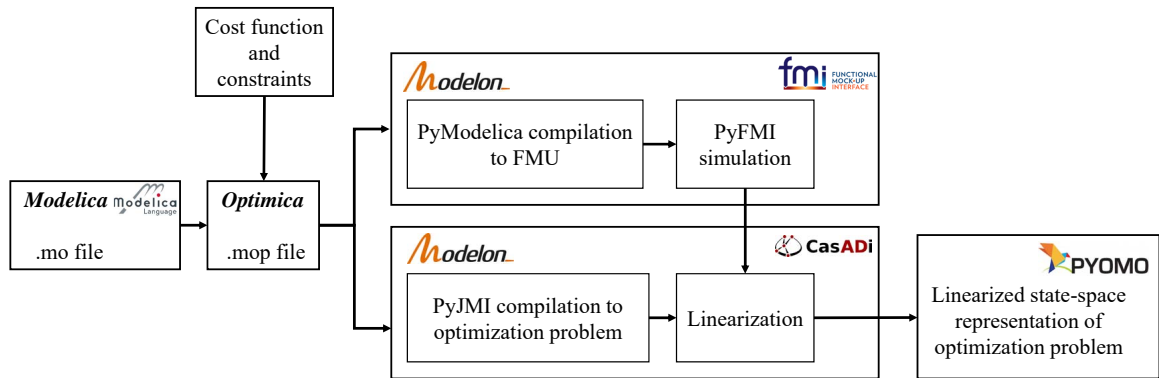 Cost function
and
constraints
Modelica
Modelica
Language
.mo file
Optimica
.mop file
Modelon_
fmi
FUNCTIONAL
MOCK-UP
INTERFACE
PyModelica compilation
to FMU
PyFMI
simulation
Modelon_
CasADi
PyJMI compilation to
optimization problem
Linearization
PYOMO
Linearized state-space
representation of
optimization problem